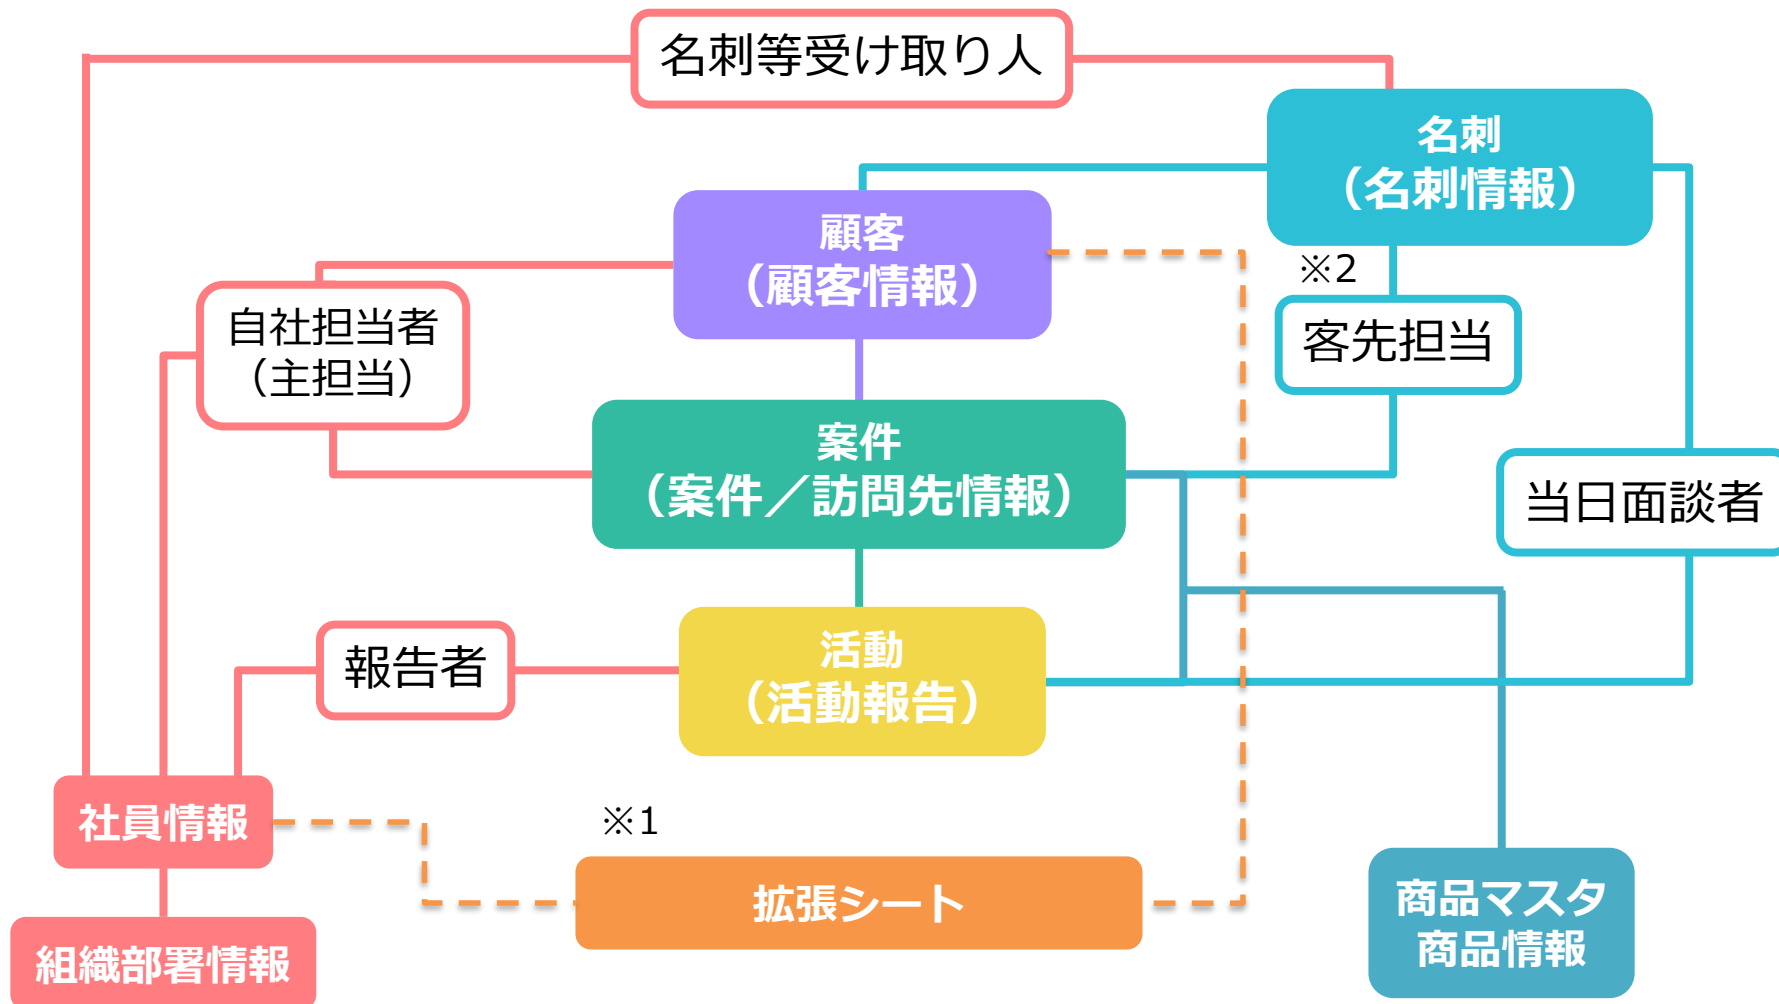 名刺等受け取り人
名刺
（名刺情報）
顧客
（顧客情報）
※2
自社担当者
（主担当）
客先担当
案件
（案件／訪問先情報）
当日面談者
報告者
活動
（活動報告）
社員情報
※1
拡張シート
商品マスタ
商品情報
組織部署情報